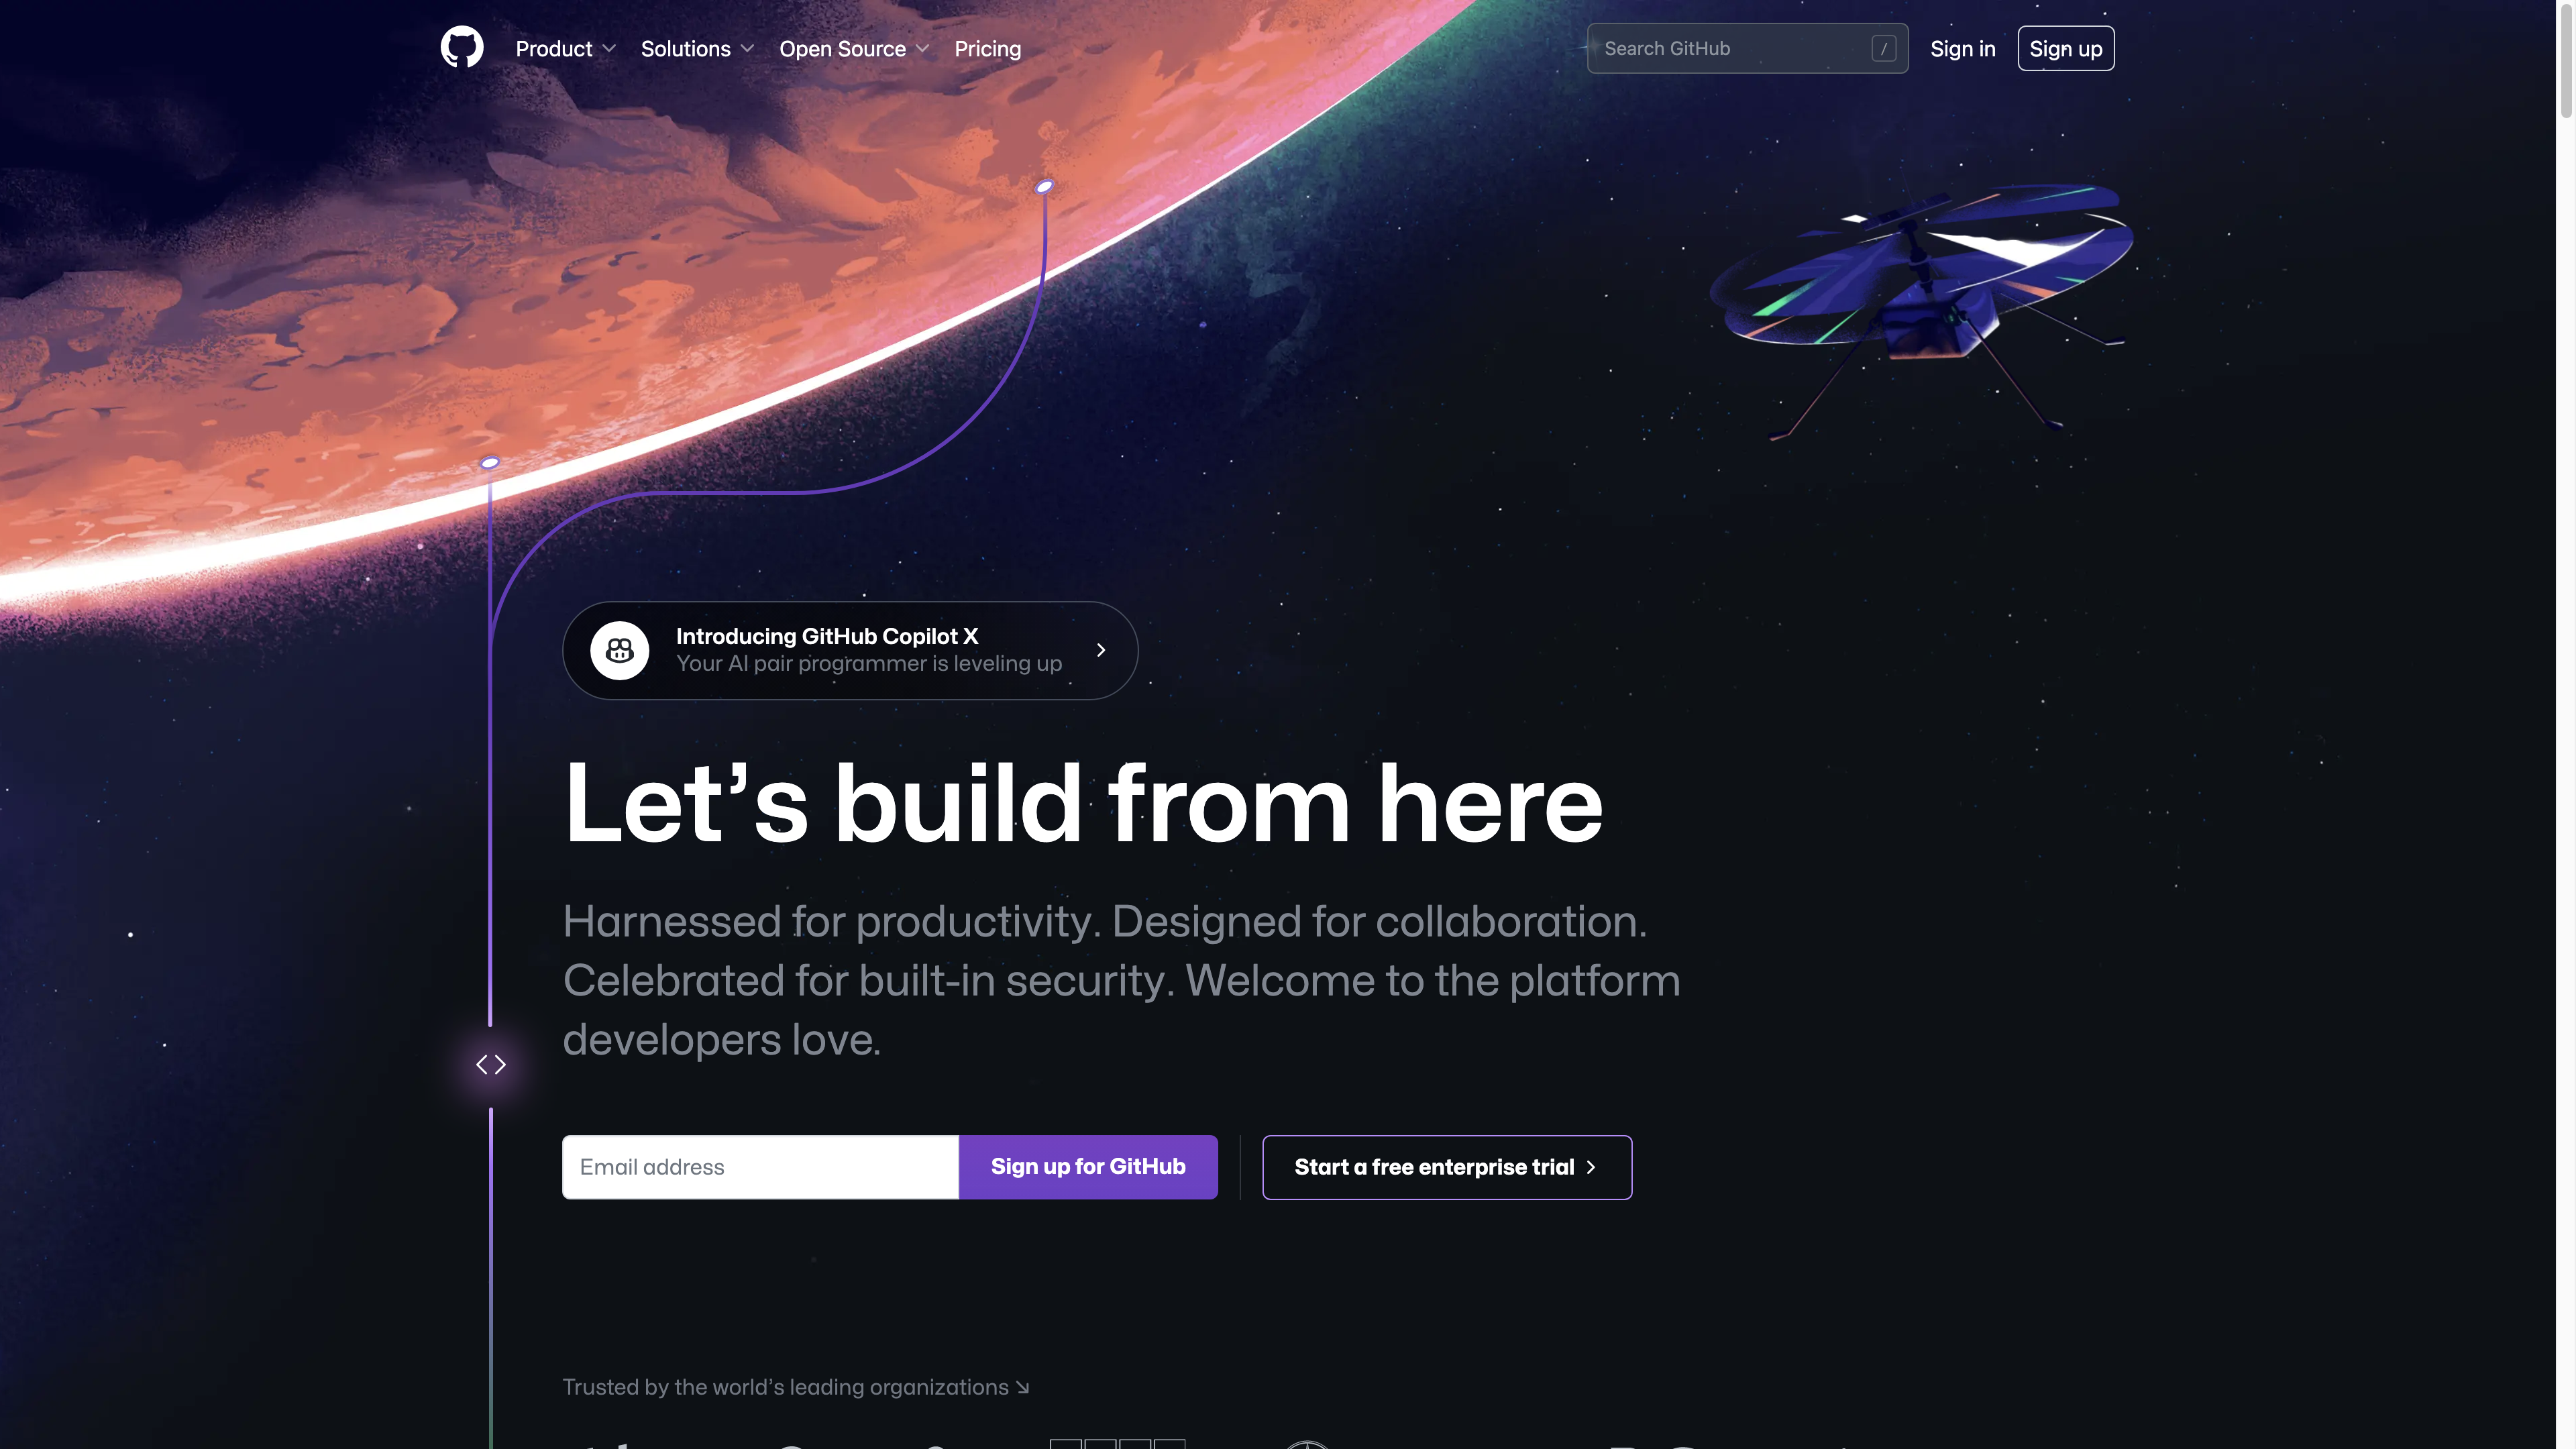 Product
Solutions
Open Source
Pricing
Search GitHub
/
Sign in
Sign up
Introducing GitHub Copilot X
Your AI pair programmer is leveling up
Let’s build from here
Harnessed for productivity. Designed for collaboration.
Celebrated for built-in security. Welcome to the platform
developers love.
Email address
Sign up for GitHub
Start a free enterprise trial
Trusted by the world’s leading organizations